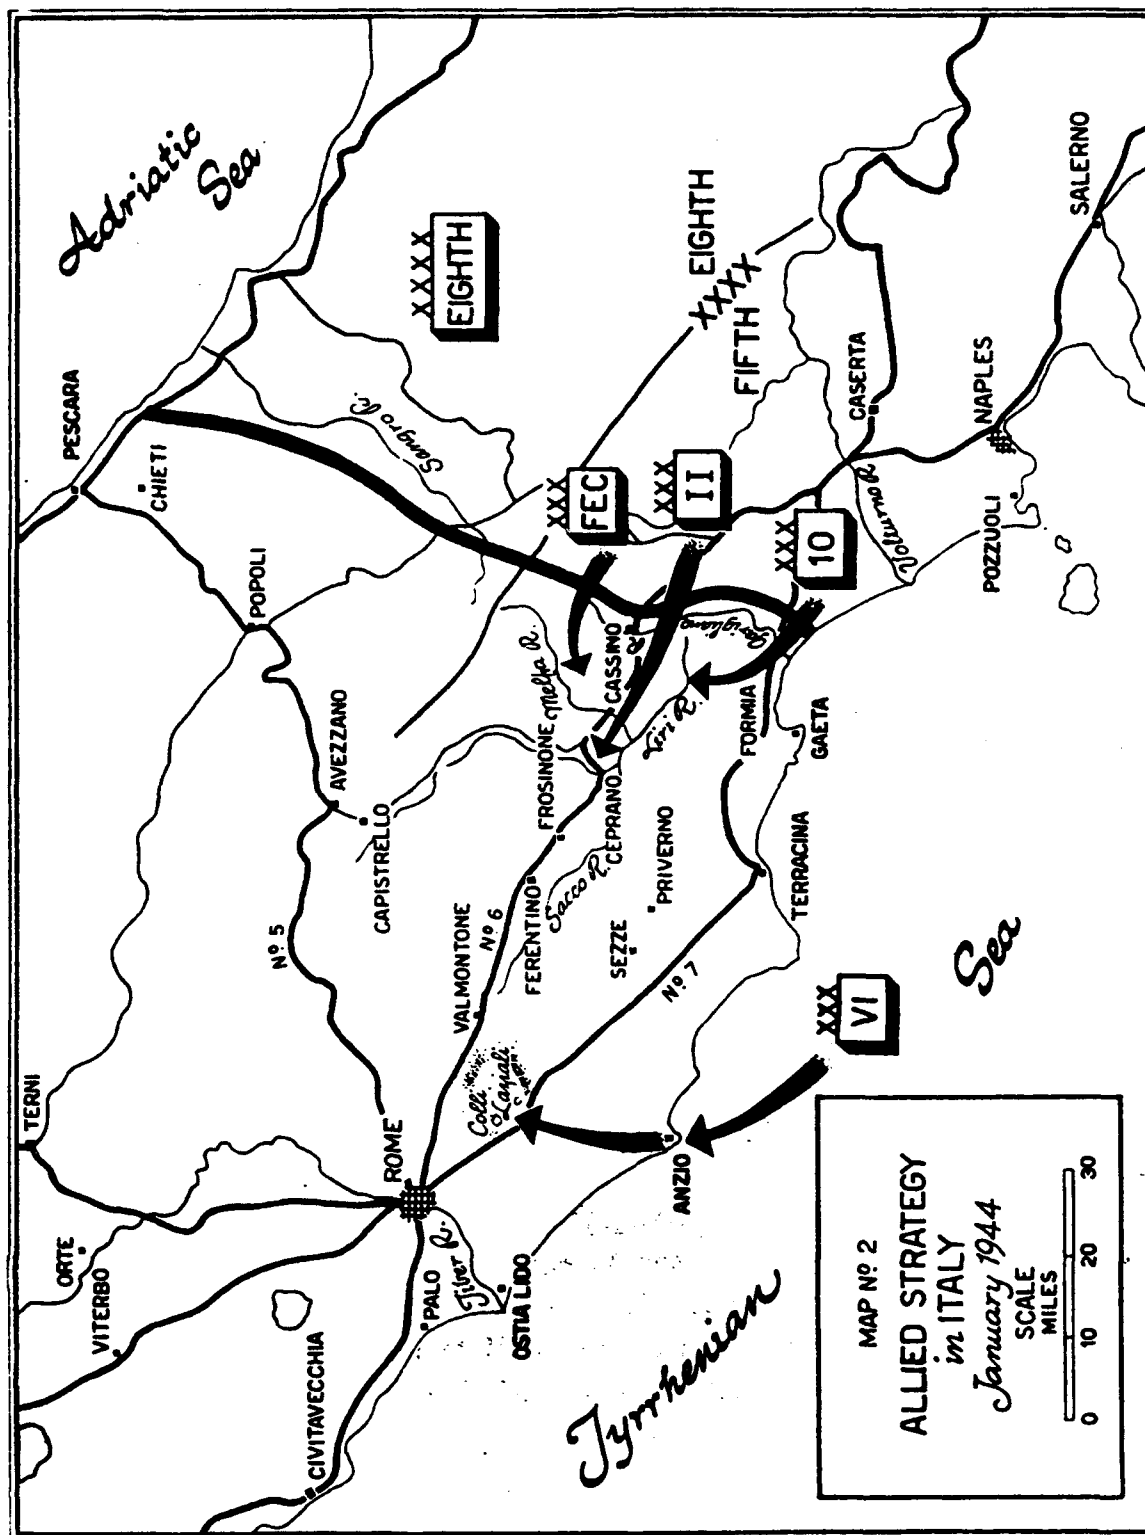 Adriatic
Sea
PESCARA
CHIETI
POPOLI
AVEZZANO
CAPISTRELLO
Nº 5
TERNI
ORTE
VITERBO
CIVITAVECCHIA
ROME
PALO
Tiber R.
OSTIA LIDO
VALMONTONE
Nº 6
FERENTINO
FROSINONE
Sacco R.
CEPRANO
SEZZE
PRIVERNO
Nº 7
Colli
Laziali
ANZIO
TERRACINA
FORMIA
GAETA
Liri R.
Melfa R.
CASSINO
R.
Garigliano
Sangro R.
XXXX
EIGHTH
EIGHTH
XXXX
FIFTH
XXX
FEC
XXX
II
XXX
10
XXX
VI
CASERTA
Volturno R.
NAPLES
POZZUOLI
SALERNO
Tyrrhenian
Sea
MAP Nº 2
ALLIED STRATEGY
in ITALY
January 1944
SCALE
MILES
0 10 20 30